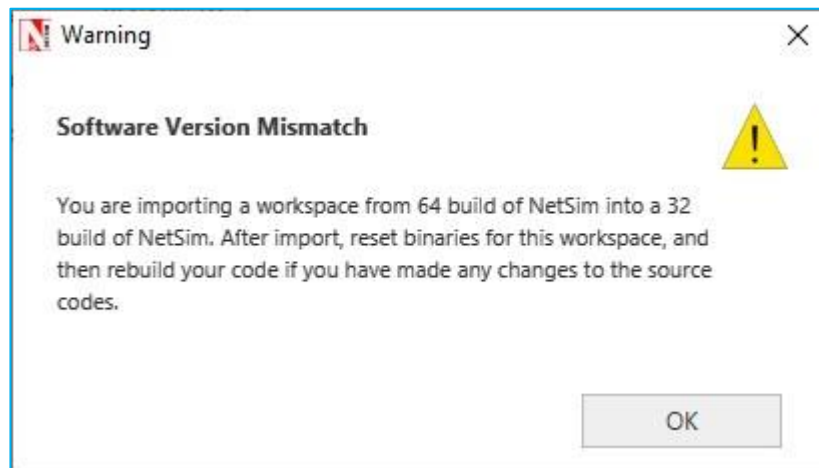 Warning
Software Version Mismatch
You are importing a workspace from 64 build of NetSim into a 32
build of NetSim. After import, reset binaries for this workspace, and
then rebuild your code if you have made any changes to the source
codes.
OK